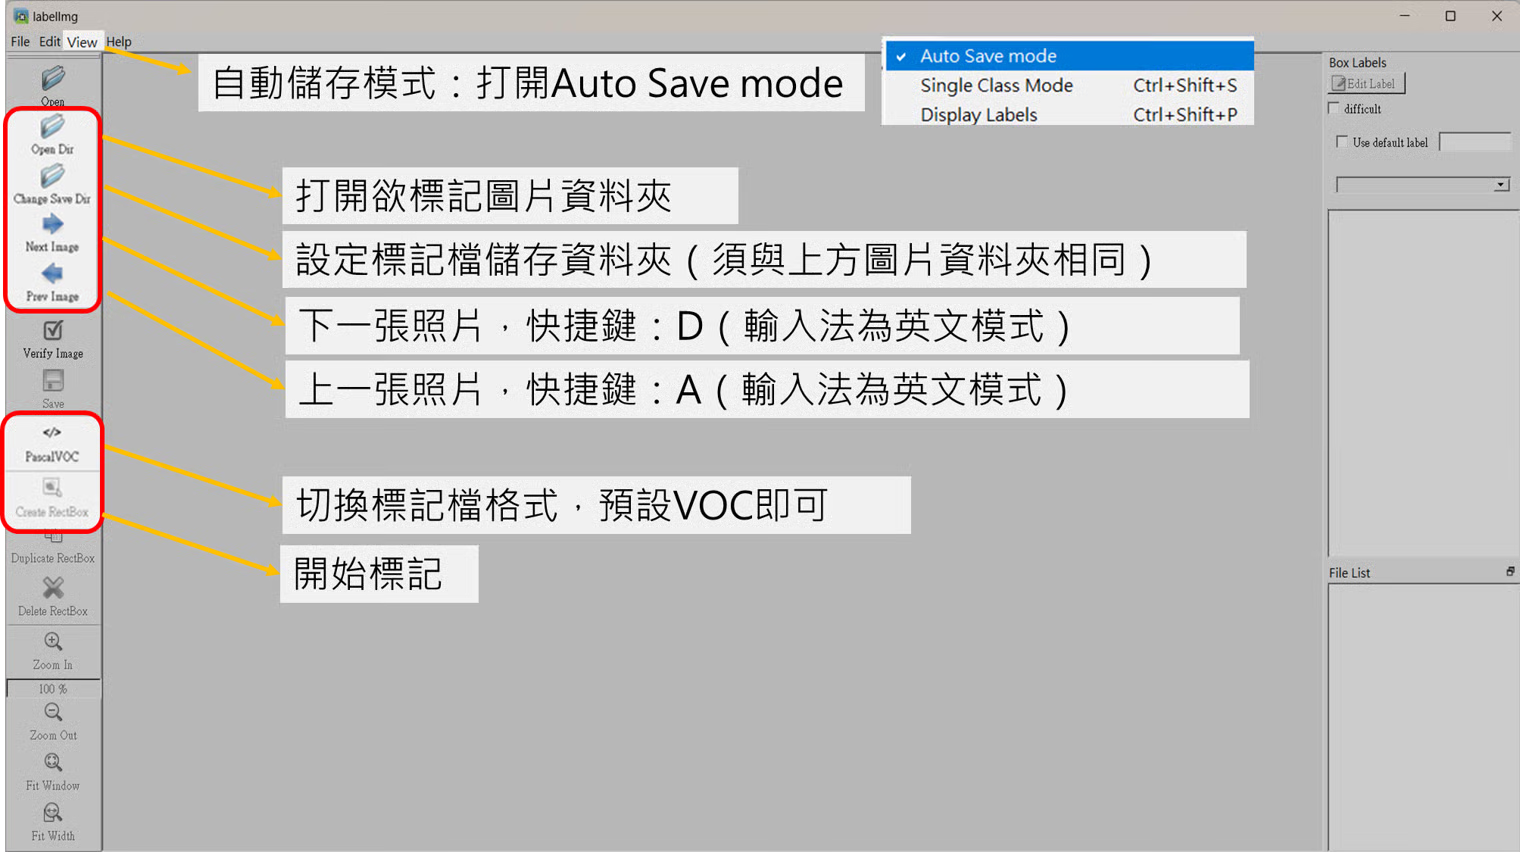 labelImg
File Edit View Help
Open
Open Dir
Change Save Dir
Next Image
Prev Image
Verify Image
Save
</>
PascalVOC
Create RectBox
Duplicate RectBox
Delete RectBox
Zoom In
100 %
Zoom Out
Fit Window
Fit Width
自動儲存模式：打開Auto Save mode
Auto Save mode
Single Class Mode Ctrl+Shift+S
Display Labels Ctrl+Shift+P
打開欲標記圖片資料夾
設定標記檔儲存資料夾（須與上方圖片資料夾相同）
下一張照片，快捷鍵：D（輸入法為英文模式）
上一張照片，快捷鍵：A（輸入法為英文模式）
切換標記檔格式，預設VOC即可
開始標記
Box Labels
Edit Label
difficult
Use default label
File List